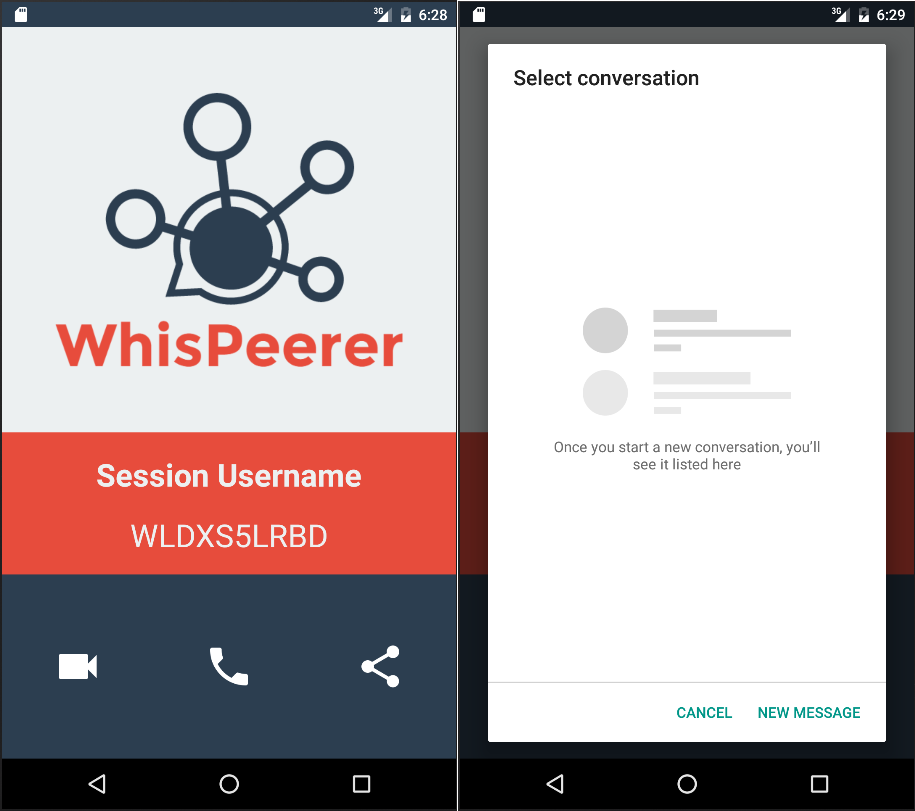 3G 6:28
WhisPeerer
Session Username
WLDXS5LRBD
3G 6:29
Select conversation
Once you start a new conversation, you'll
see it listed here
CANCEL NEW MESSAGE